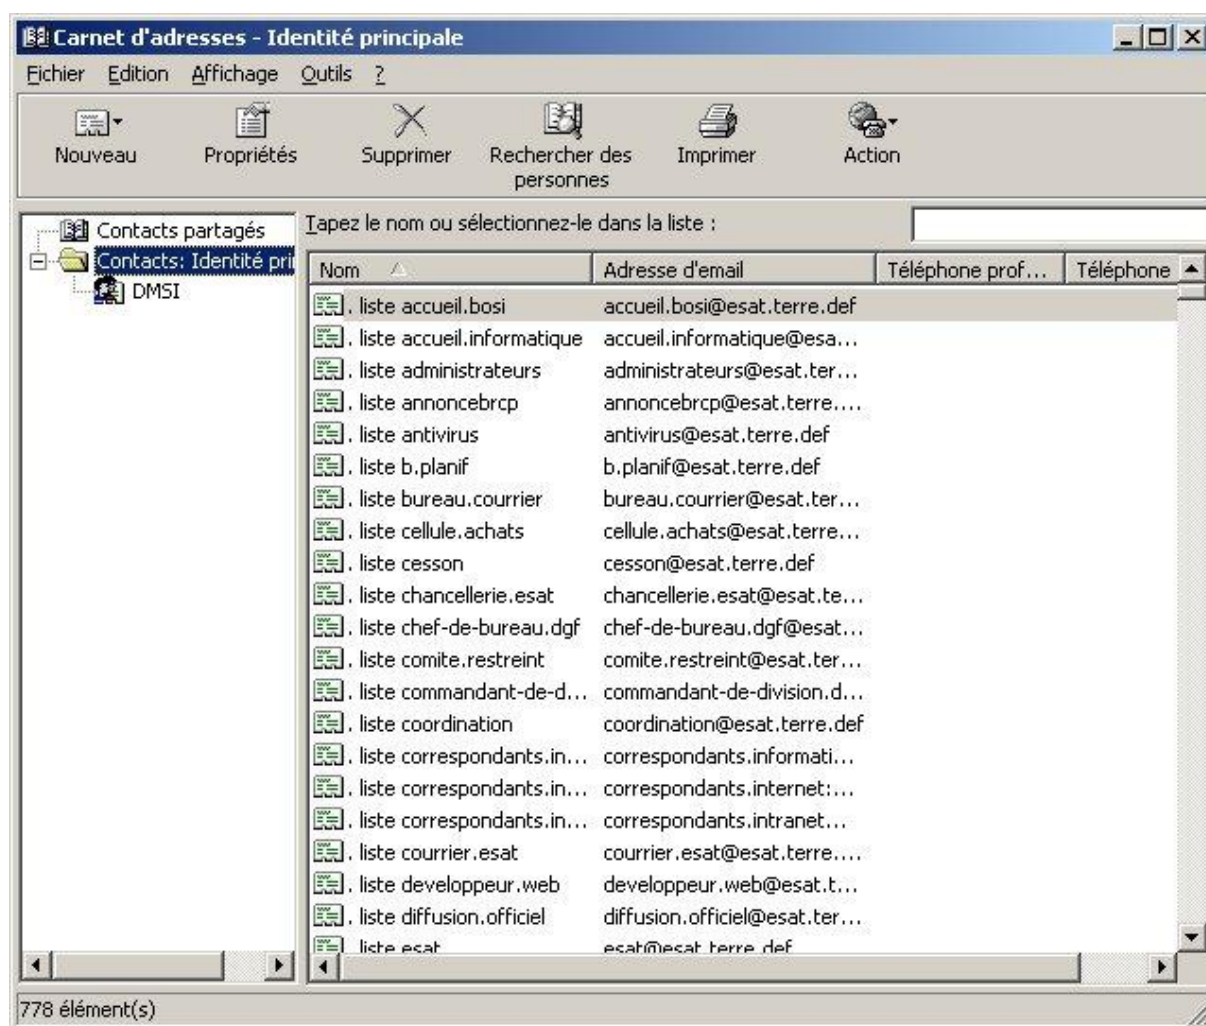 Carnet d'adresses - Identité principale
Fichier Edition Affichage Outils ?
Nouveau Propriétés Supprimer Rechercher des personnes Imprimer Action
Contacts partagés
Contacts: Identité pri
DMSI
Tapez le nom ou sélectionnez-le dans la liste :
Nom Adresse d'email Téléphone prof... Téléphone
. liste accueil.bosi accueil.bosi@esat.terre.def
. liste accueil.informatique accueil.informatique@esa...
. liste administrateurs administrateurs@esat.ter...
. liste annoncebrcp annoncebrcp@esat.terre....
. liste antivirus antivirus@esat.terre.def
. liste b.planif b.planif@esat.terre.def
. liste bureau.courrier bureau.courrier@esat.ter...
. liste cellule.achats cellule.achats@esat.terre...
. liste cesson cesson@esat.terre.def
. liste chancellerie.esat chancellerie.esat@esat.te...
. liste chef-de-bureau.dgf chef-de-bureau.dgf@esat...
. liste comite.restreint comite.restreint@esat.ter...
. liste commandant-de-d... commandant-de-division.d...
. liste coordination coordination@esat.terre.def
. liste correspondants.in... correspondants.informati...
. liste correspondants.in... correspondants.internet:...
. liste correspondants.in... correspondants.intranet...
. liste courrier.esat courrier.esat@esat.terre....
. liste developpeur.web developpeur.web@esat.t...
. liste diffusion.officiel diffusion.officiel@esat.ter...
. liste esat esat@esat.terre.def
778 élément(s)